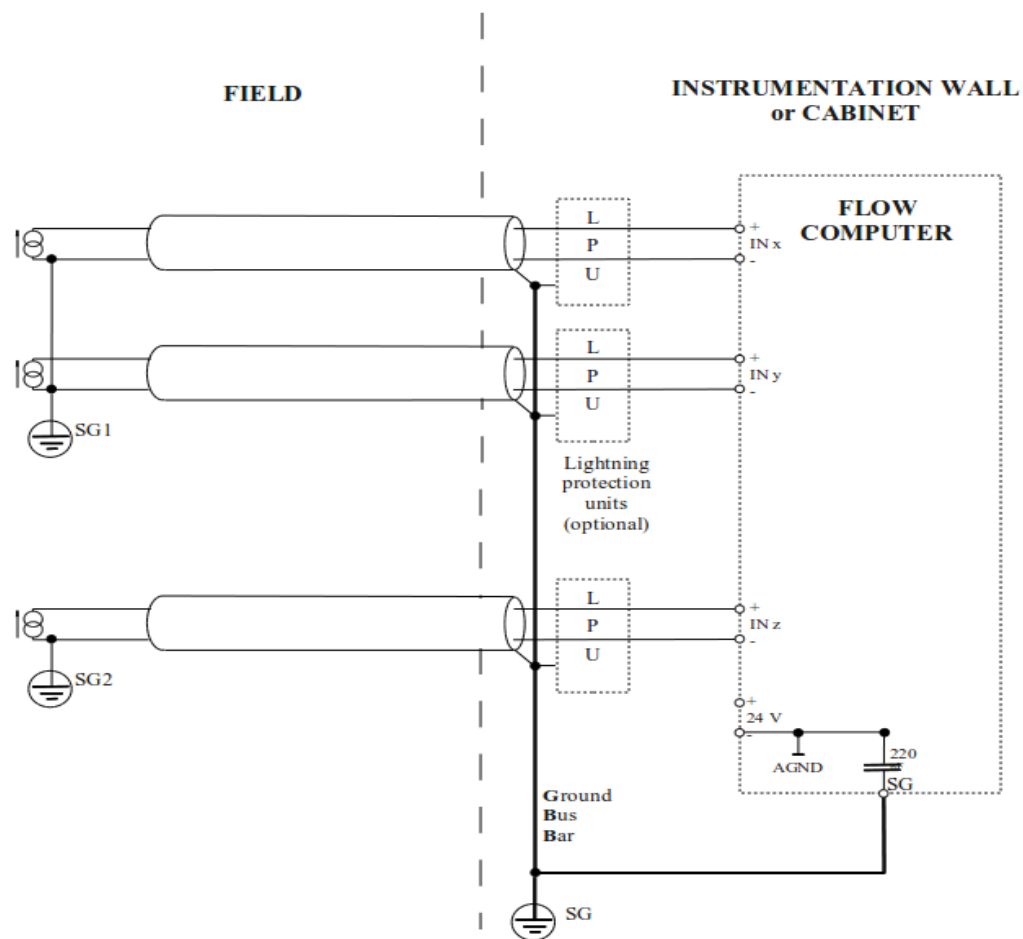 FIELD
INSTRUMENTATION WALL
or CABINET
FLOW
COMPUTER
L
P
U
+
IN x
-
L
P
U
+
IN y
-
SG1
Lightning
protection
units
(optional)
L
P
U
+
IN z
-
SG2
+
24 V
-
AGND
220
SG
Ground
Bus
Bar
SG